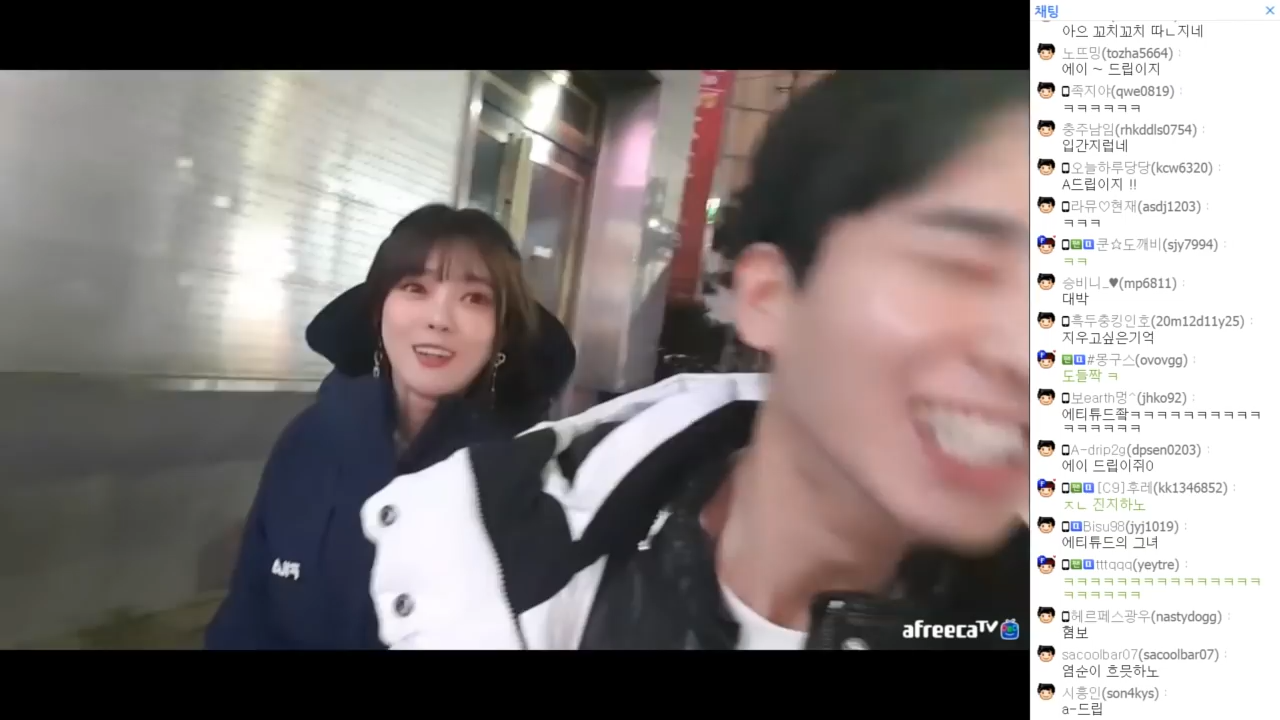 채팅
아으 꼬치꼬치 따ㄴ지네
노뜨밍(tozha5664) :
에이 ~ 드립이지
족지야(qwe0819) :
ㅋㅋㅋㅋㅋㅋ
충주남임(rhkddls0754) :
입간지럽네
오늘하루당당(kcw6320) :
A드립이지 !!
라뮤♡현재(asdj1203) :
ㅋㅋㅋ
쿤☆도깨비(sjy7994) :
ㅋㅋ
승비니_♥(mp6811) :
대박
흑두충킹인호(20m12d11y25) :
지우고싶은기억
#몽구스(ovovgg) :
도들짝 ㅋ
보earth멍^(jhko92) :
에티튜드좔ㅋㅋㅋㅋㅋㅋㅋㅋㅋㅋ
ㅋㅋㅋㅋㅋㅋ
A-drip2g(dpsen0203) :
에이 드립이쥐0
[C9]후레(kk1346852) :
ㅈㄴ 진지하노
Bisu98(jyj1019) :
에티튜드의 그녀
tttqqq(yeytre) :
ㅋㅋㅋㅋㅋㅋㅋㅋㅋㅋㅋㅋㅋㅋㅋ
ㅋㅋㅋㅋㅋㅋ
헤르페스광우(nastydogg) :
혐보
sacoolbar07(sacoolbar07) :
염순이 흐믓하노
시흥인(son4kys) :
a-드립
afreecaTV